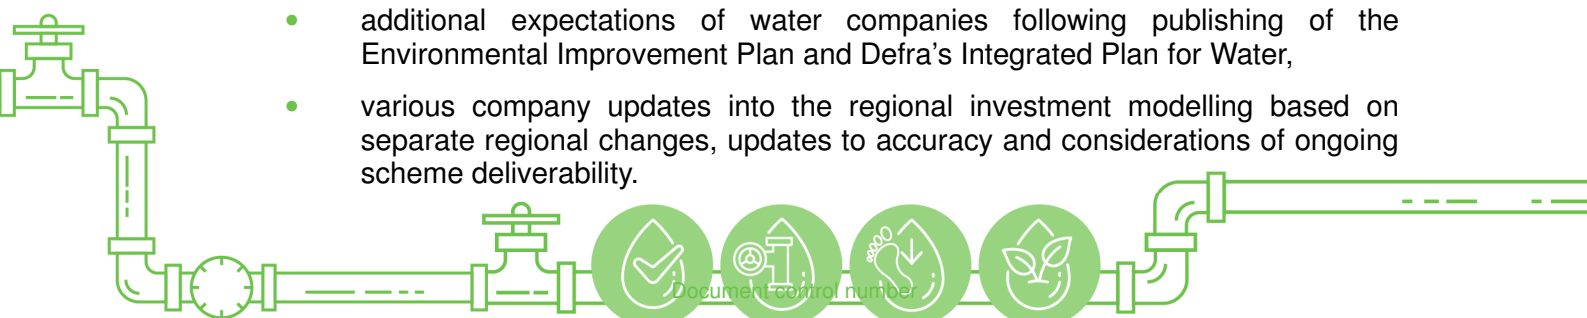 • additional expectations of water companies following publishing of the
Environmental Improvement Plan and Defra's Integrated Plan for Water,
• various company updates into the regional investment modelling based on
separate regional changes, updates to accuracy and considerations of ongoing
scheme deliverability.
Document control number